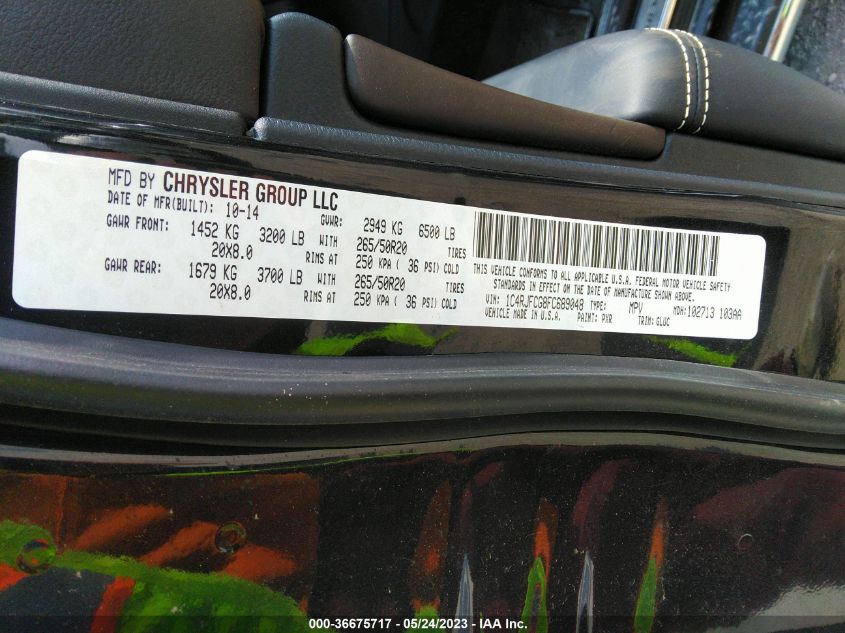 MFD BY CHRYSLER GROUP LLC
DATE OF MFR(BUILT): 10-14 GVWR: 2949 KG 6500 LB
GAWR FRONT: 1452 KG 3200 LB WITH 265/50R20 TIRES
20X8.0 RIMS AT 250 KPA ( 36 PSI) COLD
GAWR REAR: 1679 KG 3700 LB WITH 265/50R20 TIRES
20X8.0 RIMS AT 250 KPA ( 36 PSI) COLD
THIS VEHICLE CONFORMS TO ALL APPLICABLE U.S.A. FEDERAL MOTOR VEHICLE SAFETY
STANDARDS IN EFFECT ON THE DATE OF MANUFACTURE SHOWN ABOVE.
VIN: 1C4RJFCG8FC689048 TYPE: MPV MDH: 102713 103AA
VEHICLE MADE IN U.S.A. PAINT: PXR TRIM: GLUC
000-36675717 - 05/24/2023 - IAA Inc.